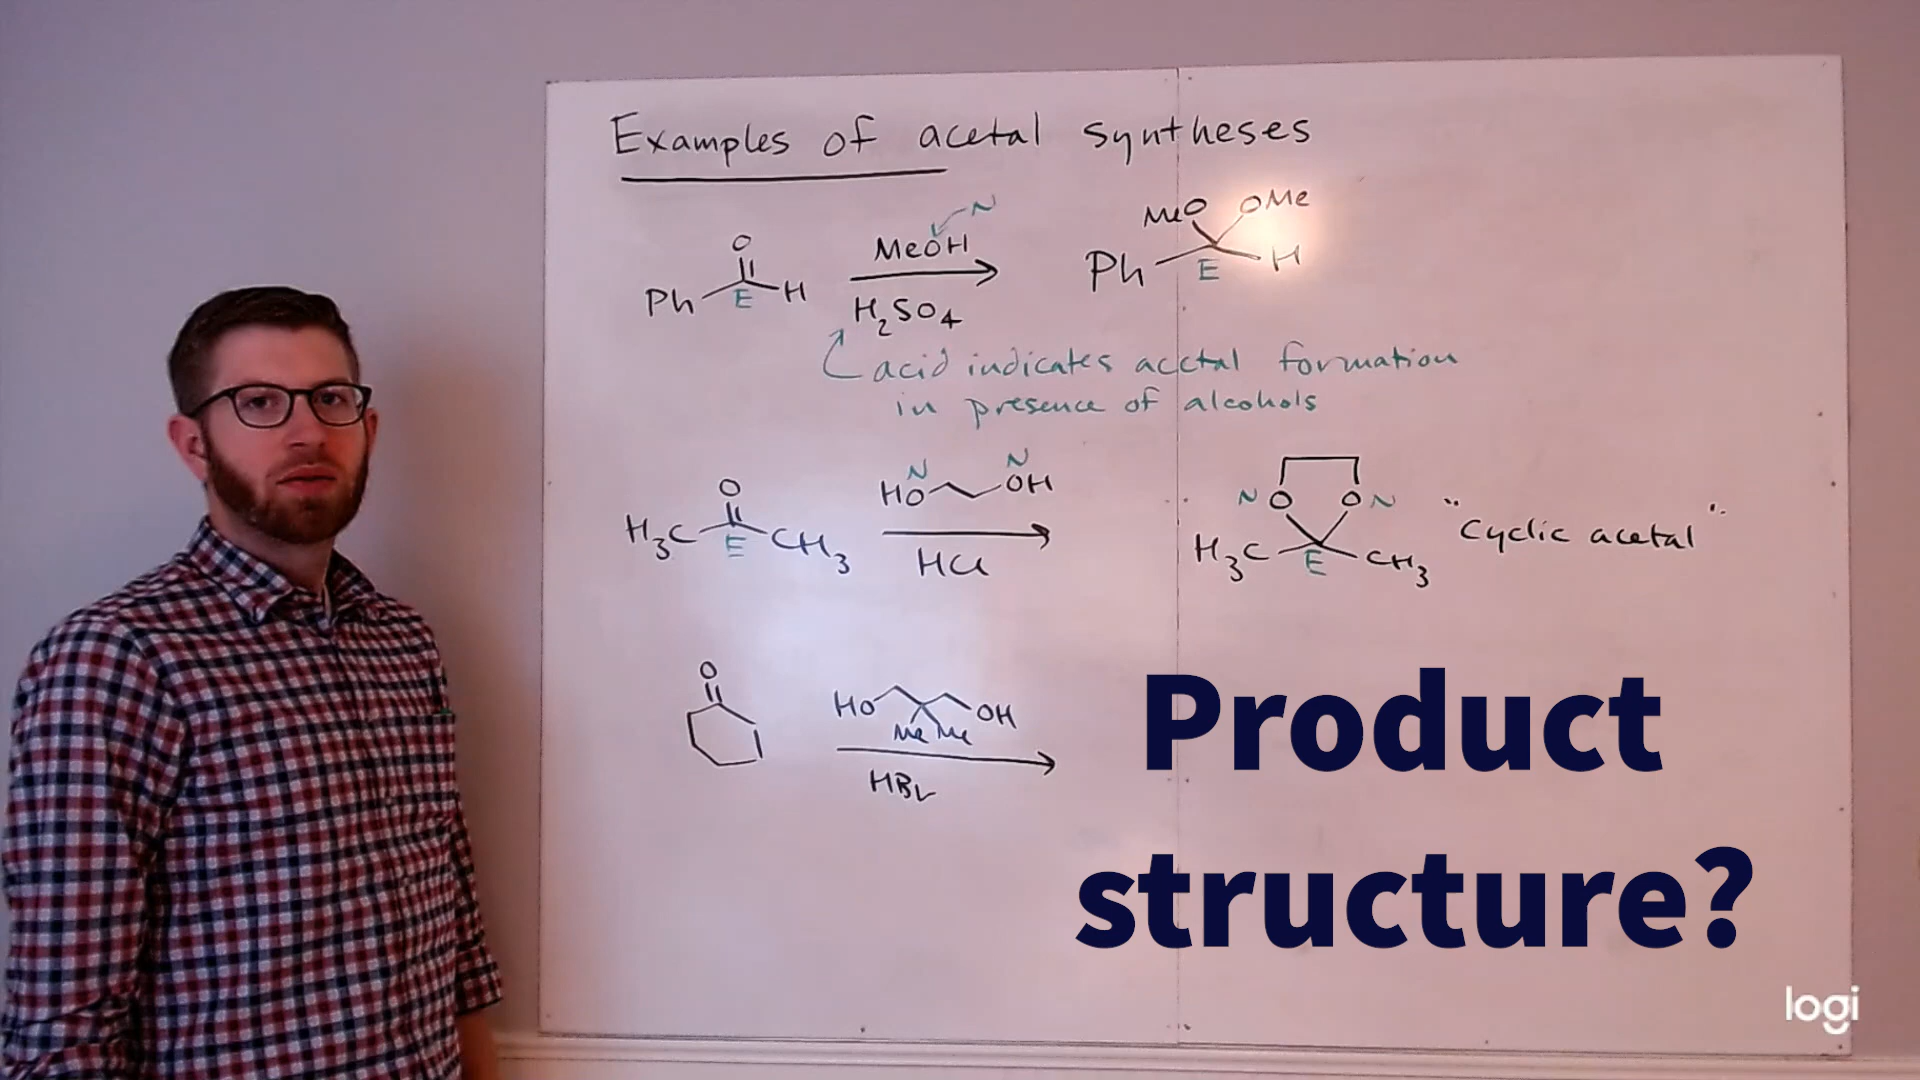 Examples of acetal syntheses
MeO OMe
O MeOH N
Ph E H H2SO4 Ph E H
acid indicates acetal formation
in presence of alcohols
N N
O HO OH N O O N
H3C E CH3 HCl H3C E CH3 "Cyclic acetal"
O HO OH
Me Me
HBr
Product
structure?
logi